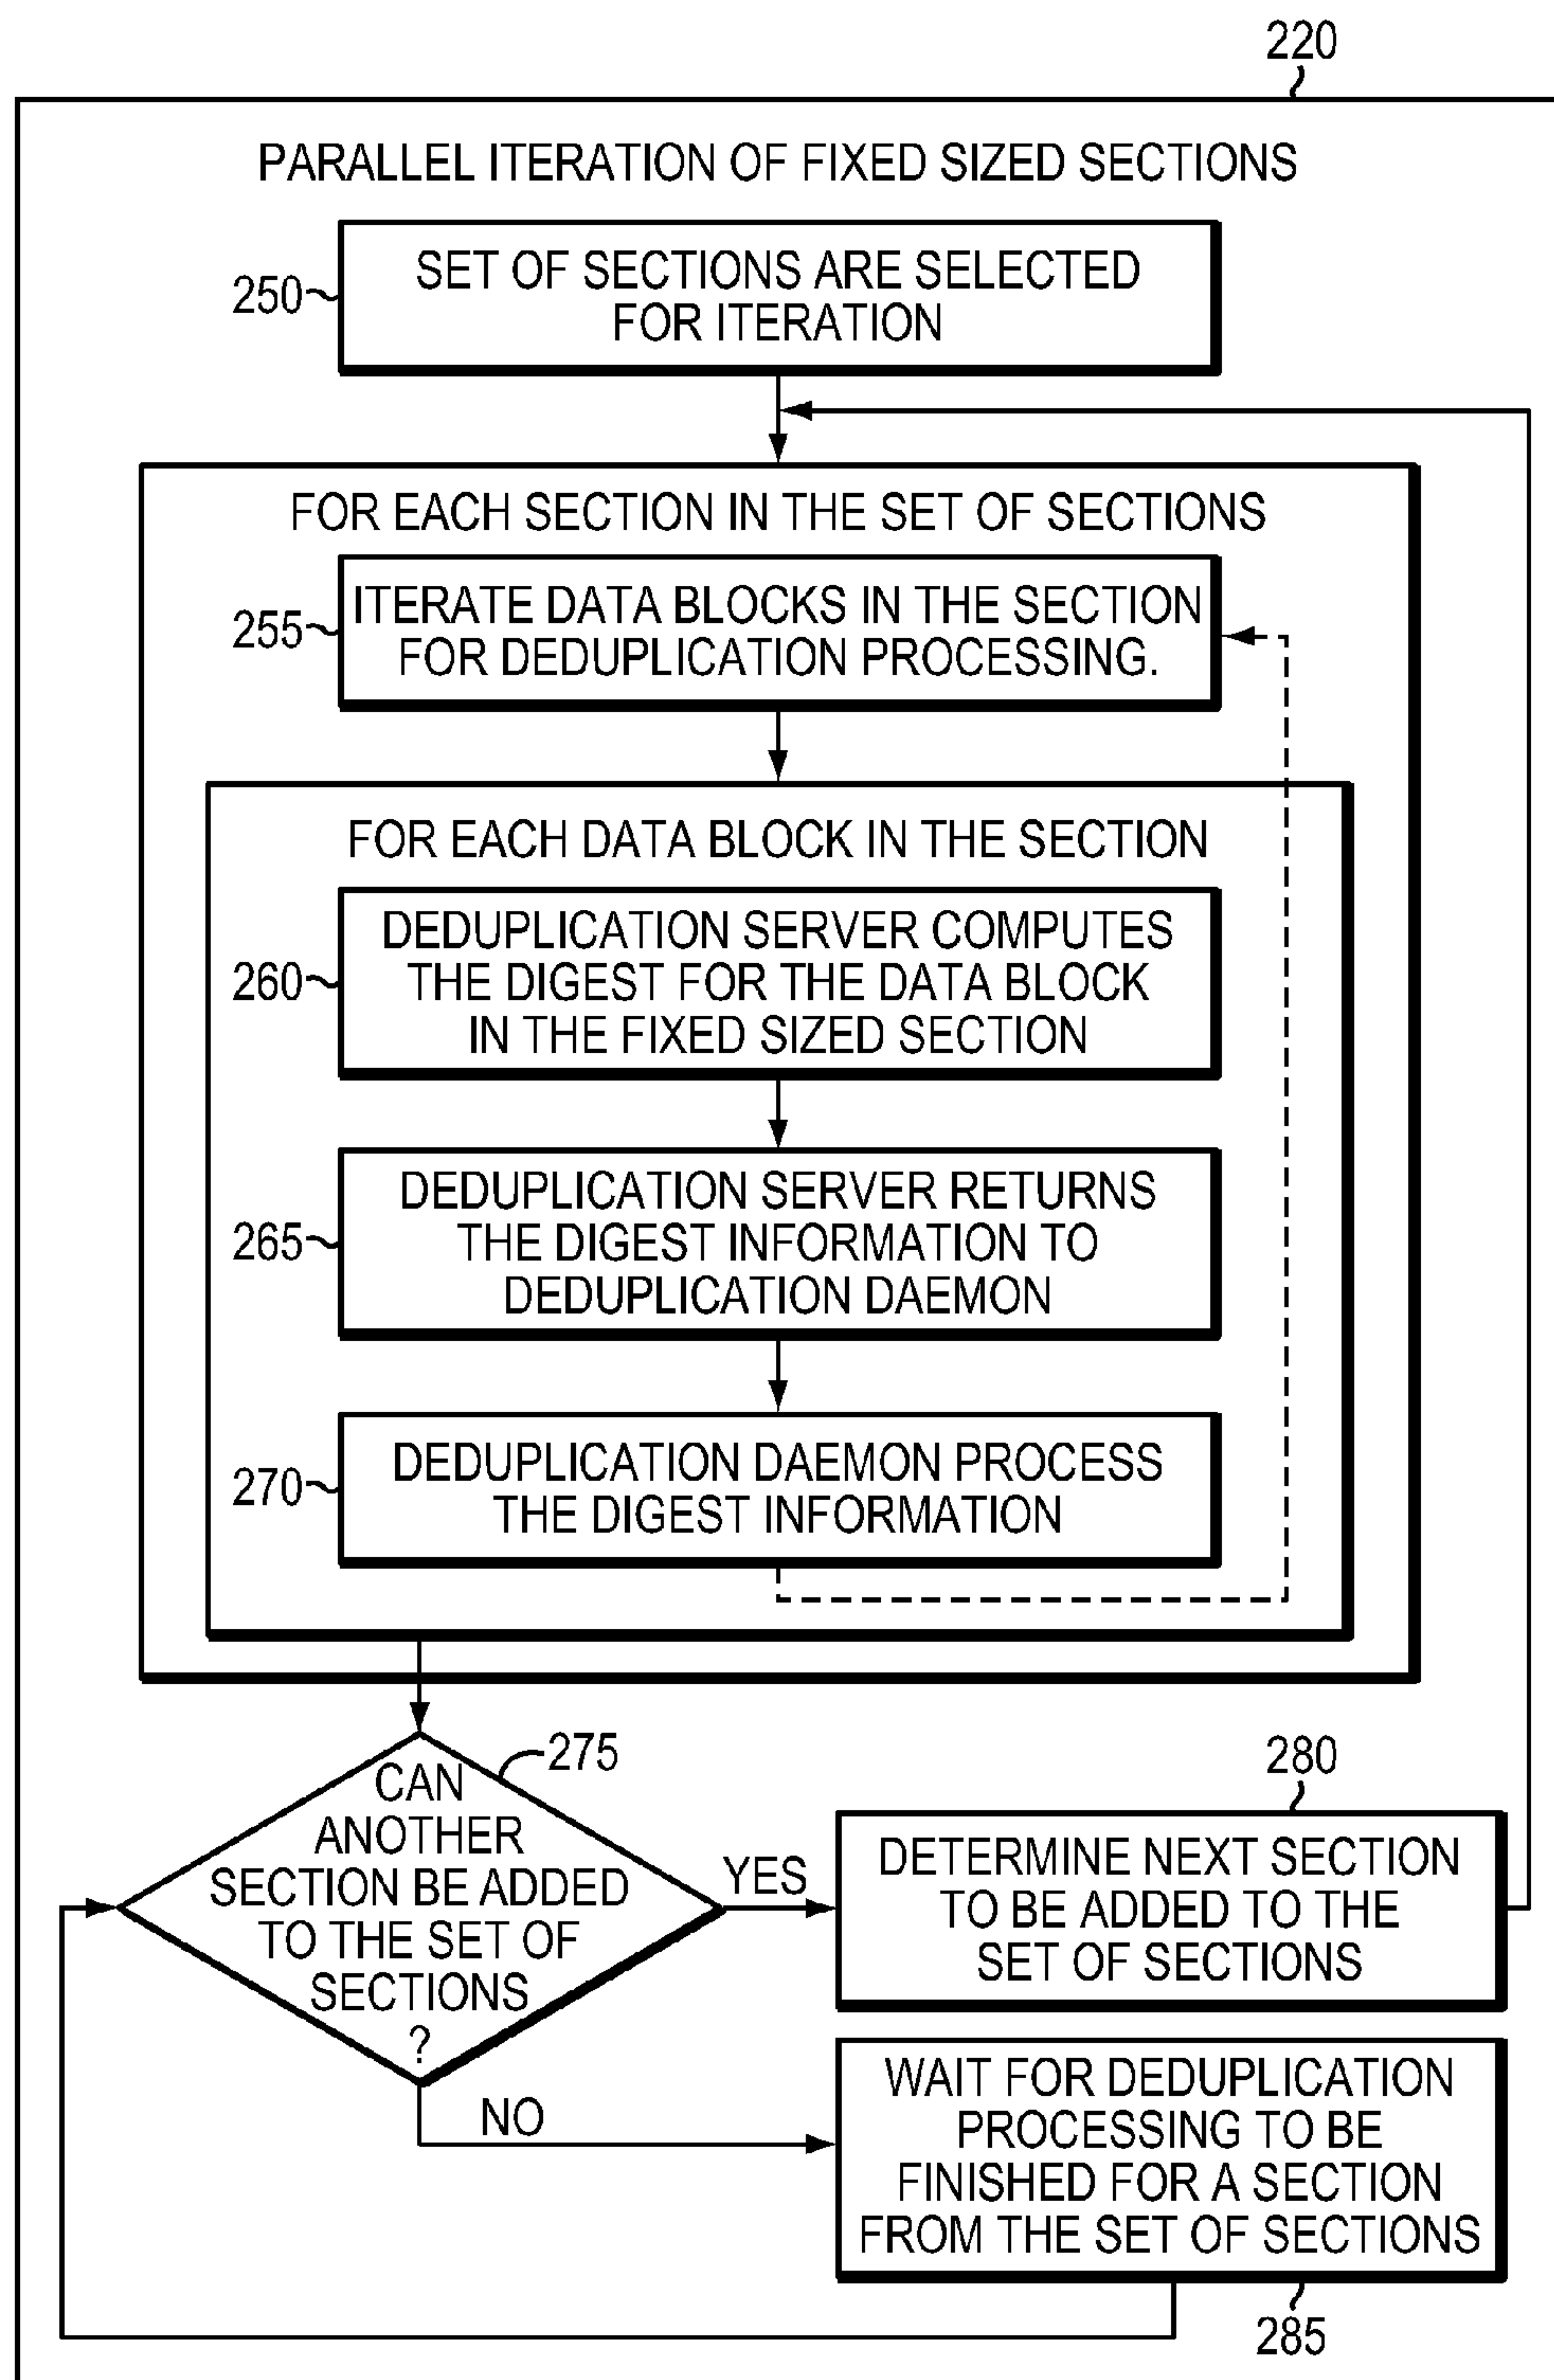 220
PARALLEL ITERATION OF FIXED SIZED SECTIONS
250
SET OF SECTIONS ARE SELECTED
FOR ITERATION
FOR EACH SECTION IN THE SET OF SECTIONS
255
ITERATE DATA BLOCKS IN THE SECTION
FOR DEDUPLICATION PROCESSING.
FOR EACH DATA BLOCK IN THE SECTION
260
DEDUPLICATION SERVER COMPUTES
THE DIGEST FOR THE DATA BLOCK
IN THE FIXED SIZED SECTION
265
DEDUPLICATION SERVER RETURNS
THE DIGEST INFORMATION TO
DEDUPLICATION DAEMON
270
DEDUPLICATION DAEMON PROCESS
THE DIGEST INFORMATION
275
CAN
ANOTHER
SECTION BE ADDED
TO THE SET OF
SECTIONS
?
YES
280
DETERMINE NEXT SECTION
TO BE ADDED TO THE
SET OF SECTIONS
NO
WAIT FOR DEDUPLICATION
PROCESSING TO BE
FINISHED FOR A SECTION
FROM THE SET OF SECTIONS
285